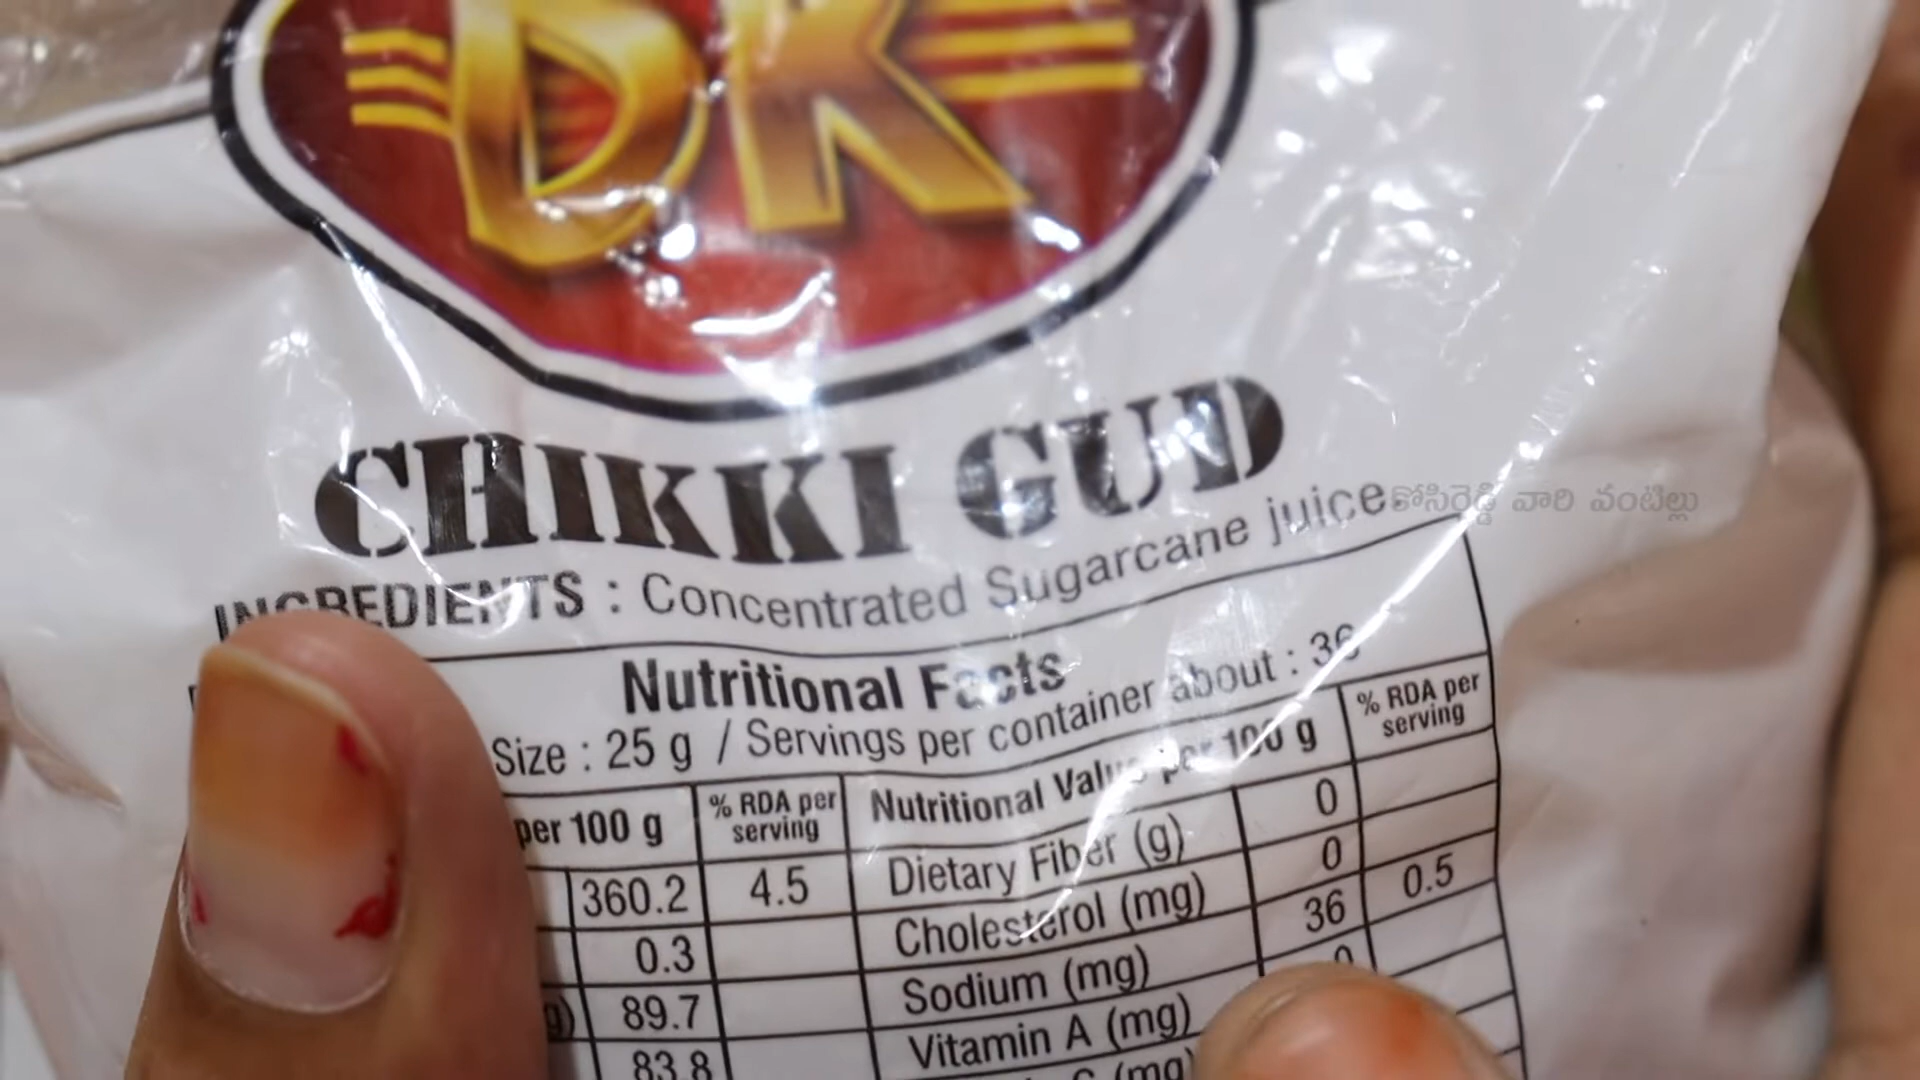 DK
CHIKKI GUD
INGREDIENTS : Concentrated Sugarcane juice.
కోసిరెడ్డి వారి వంటిల్లు
Nutritional Facts
Size : 25 g / Servings per container about : 36
per 100 g % RDA per serving Nutritional Value per 100 g % RDA per serving
360.2 4.5 Dietary Fiber (g) 0
0.3 Cholesterol (mg) 0
g) 89.7 Sodium (mg) 36 0.5
83.8 Vitamin A (mg) 0
(mg)